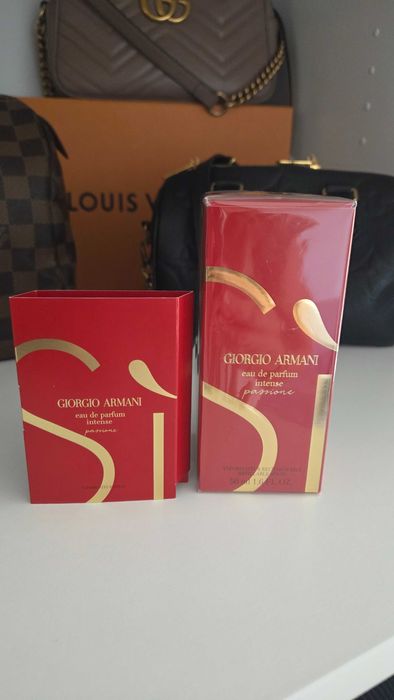 LOUIS V
Sì
GIORGIO ARMANI
eau de parfum
intense
passione
Sì
GIORGIO ARMANI
eau de parfum
intense
passione
50 ml 1.6 FL.OZ.